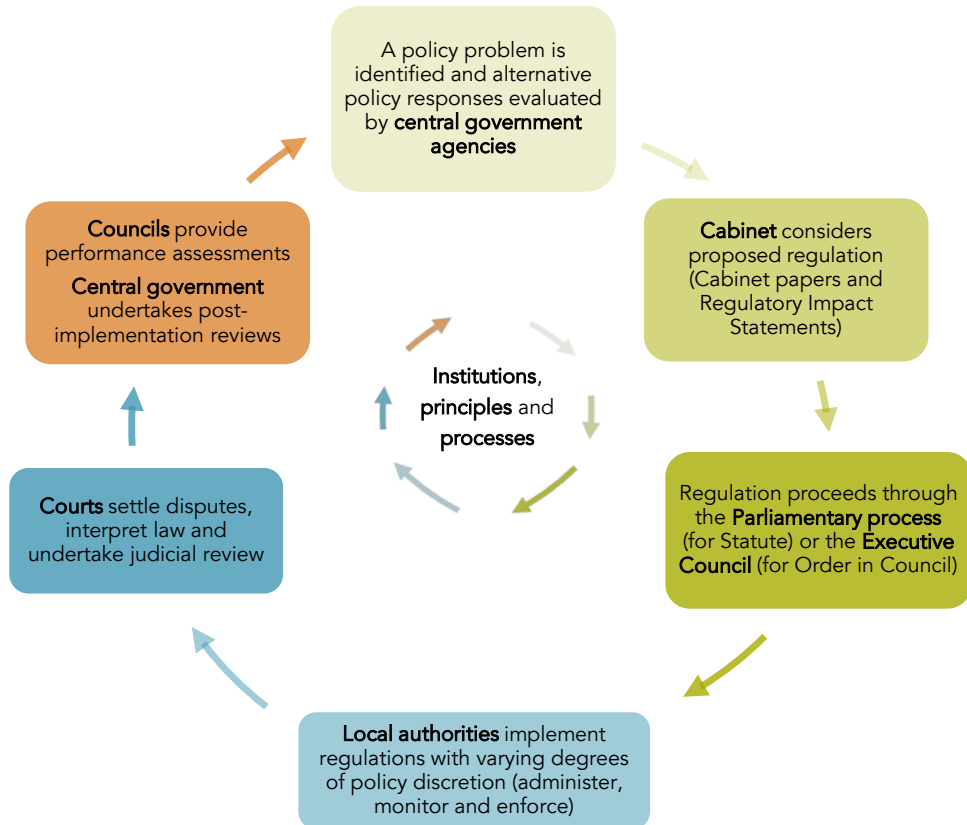 A policy problem is
identified and alternative
policy responses evaluated
by central government
agencies
Cabinet considers
proposed regulation
(Cabinet papers and
Regulatory Impact
Statements)
Regulation proceeds through
the Parliamentary process
(for Statute) or the Executive
Council (for Order in Council)
Local authorities implement
regulations with varying degrees
of policy discretion (administer,
monitor and enforce)
Courts settle disputes,
interpret law and
undertake judicial review
Councils provide
performance assessments
Central government
undertakes post-
implementation reviews
Institutions,
principles and
processes